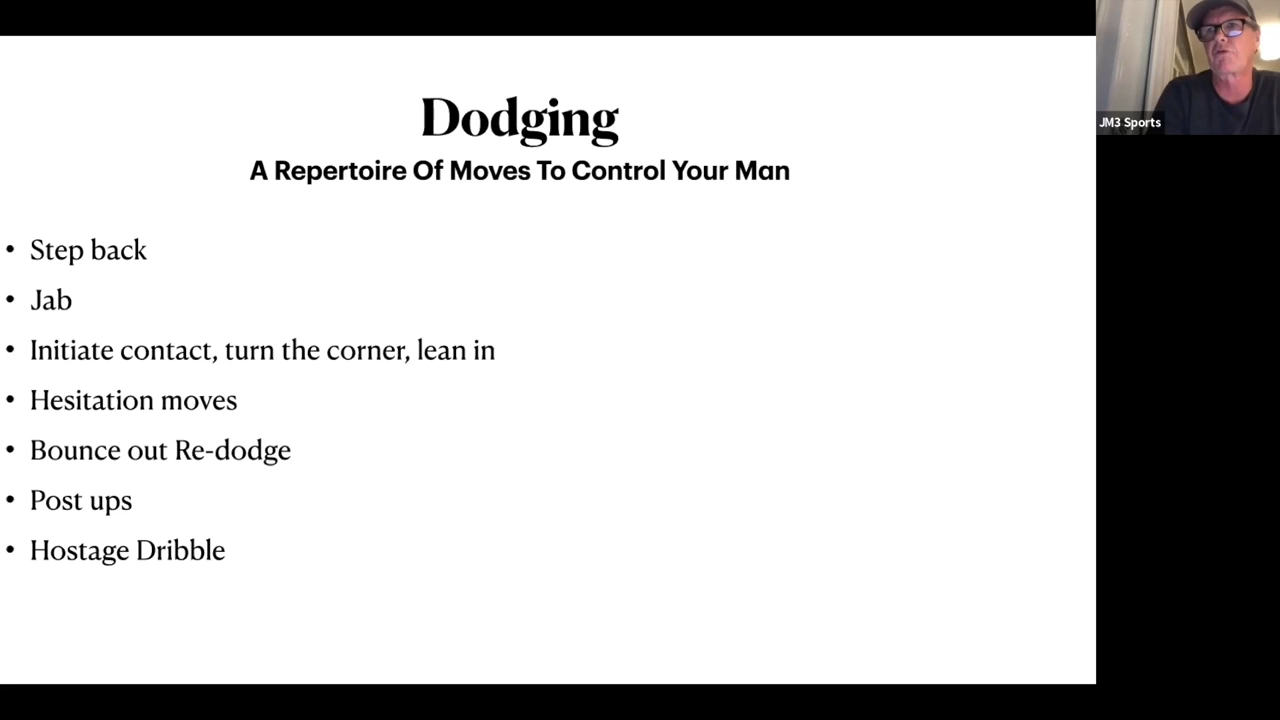 Dodging
A Repertoire Of Moves To Control Your Man
• Step back
• Jab
• Initiate contact, turn the corner, lean in
• Hesitation moves
• Bounce out Re-dodge
• Post ups
• Hostage Dribble
JM3 Sports